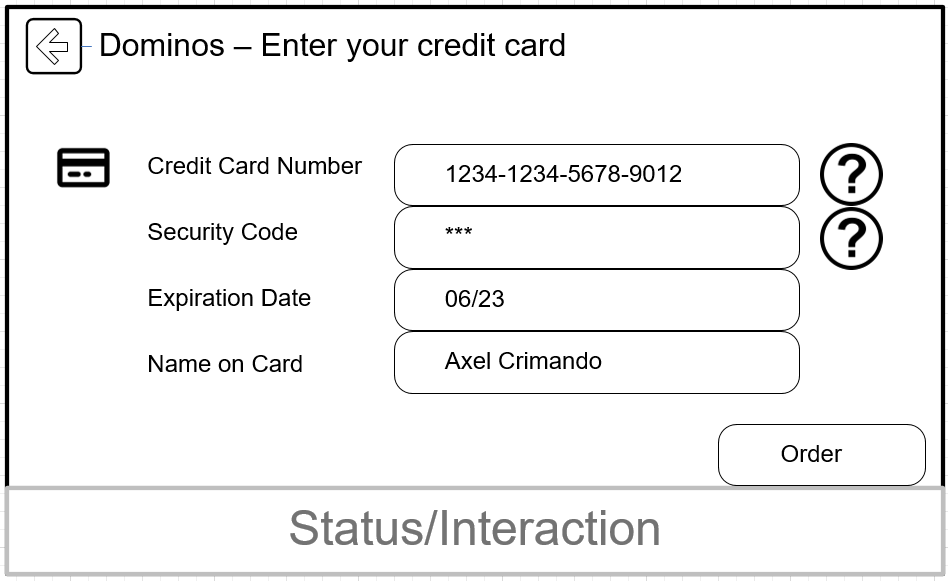 Dominos – Enter your credit card
Credit Card Number 1234-1234-5678-9012 ?
Security Code *** ?
Expiration Date 06/23
Name on Card Axel Crimando
Order
Status/Interaction